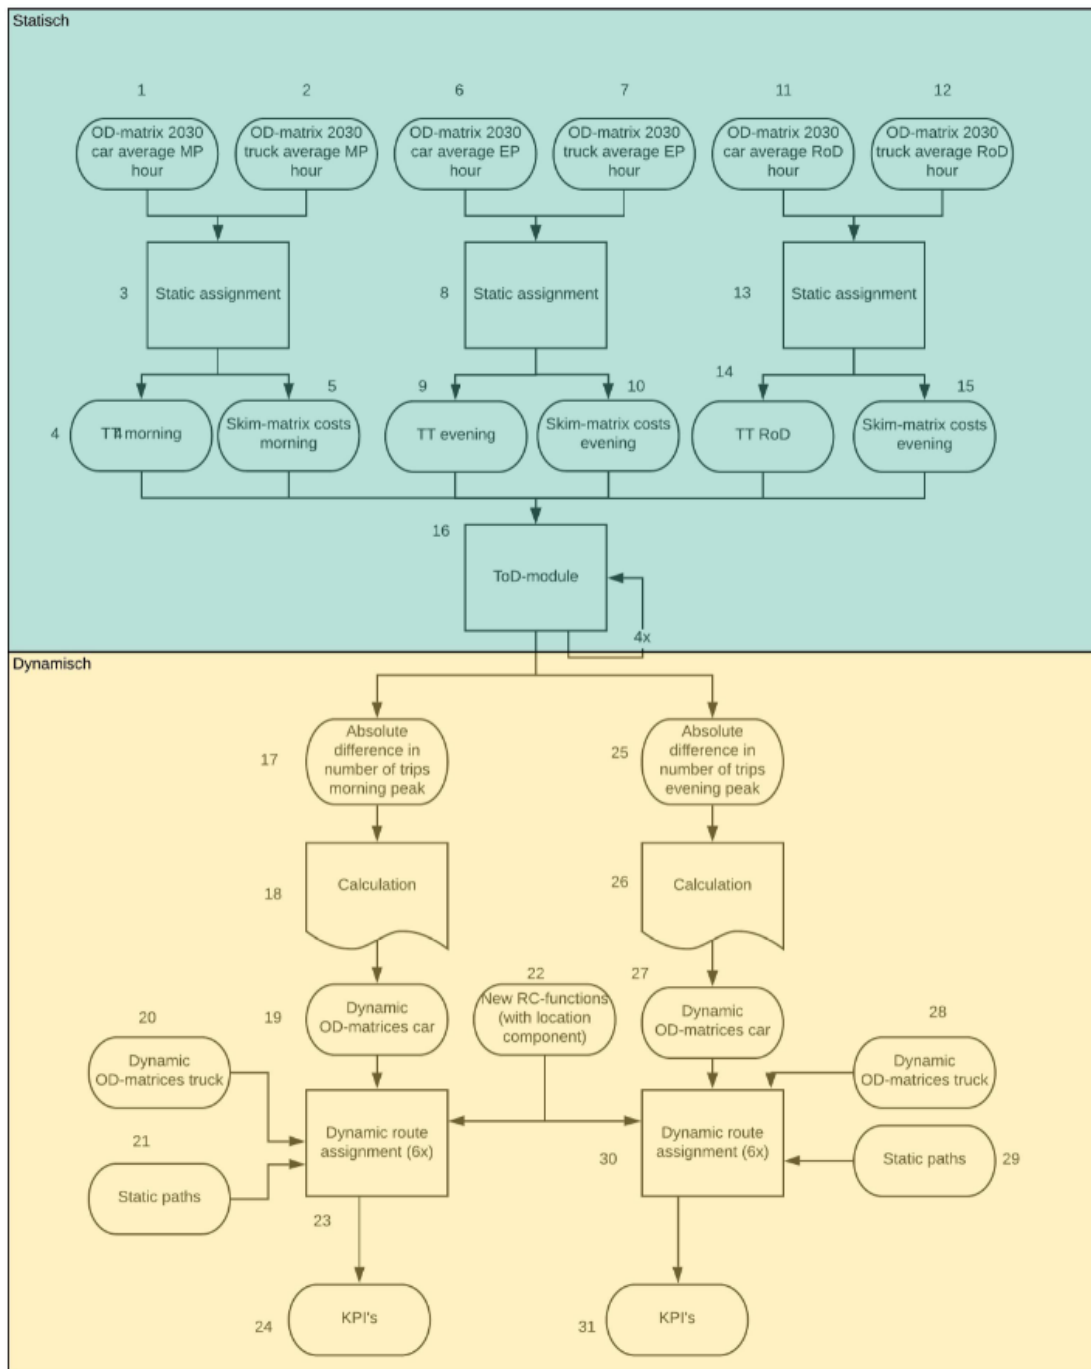 Statisch
1
2
6
7
11
12
OD-matrix 2030
car average MP
hour
OD-matrix 2030
truck average MP
hour
OD-matrix 2030
car average EP
hour
OD-matrix 2030
truck average EP
hour
OD-matrix 2030
car average RoD
hour
OD-matrix 2030
truck average RoD
hour
3
Static assignment
8
Static assignment
13
Static assignment
4
TT morning
5
Skim-matrix costs
morning
9
TT evening
10
Skim-matrix costs
evening
14
TT RoD
15
Skim-matrix costs
evening
16
ToD-module
4x
Dynamisch
17
Absolute
difference in
number of trips
morning peak
25
Absolute
difference in
number of trips
evening peak
18
Calculation
26
Calculation
19
Dynamic
OD-matrices car
22
New RC-functions
(with location
component)
27
Dynamic
OD-matrices car
20
Dynamic
OD-matrices truck
28
Dynamic
OD-matrices truck
21
Static paths
Dynamic route
assignment (6x)
23
30
Dynamic route
assignment (6x)
Static paths
29
24
KPI's
31
KPI's